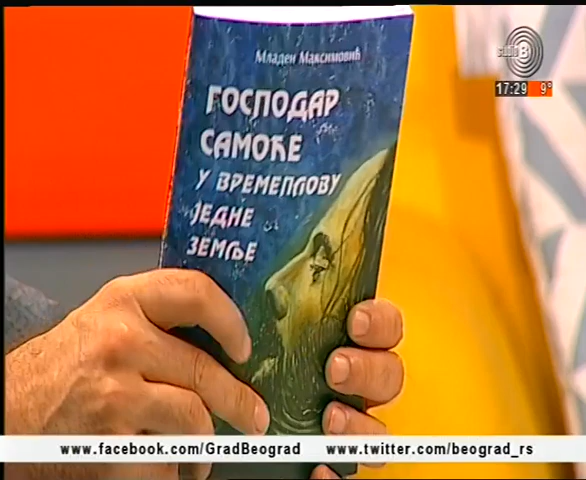 studio B
17:29 9°
Младен Максимовић
ГОСПОДАР
САМОЋЕ
У ВРЕМЕПЛОВУ
ЈЕДНЕ
ЗЕМЉЕ
www.facebook.com/GradBeograd www.twitter.com/beograd_rs